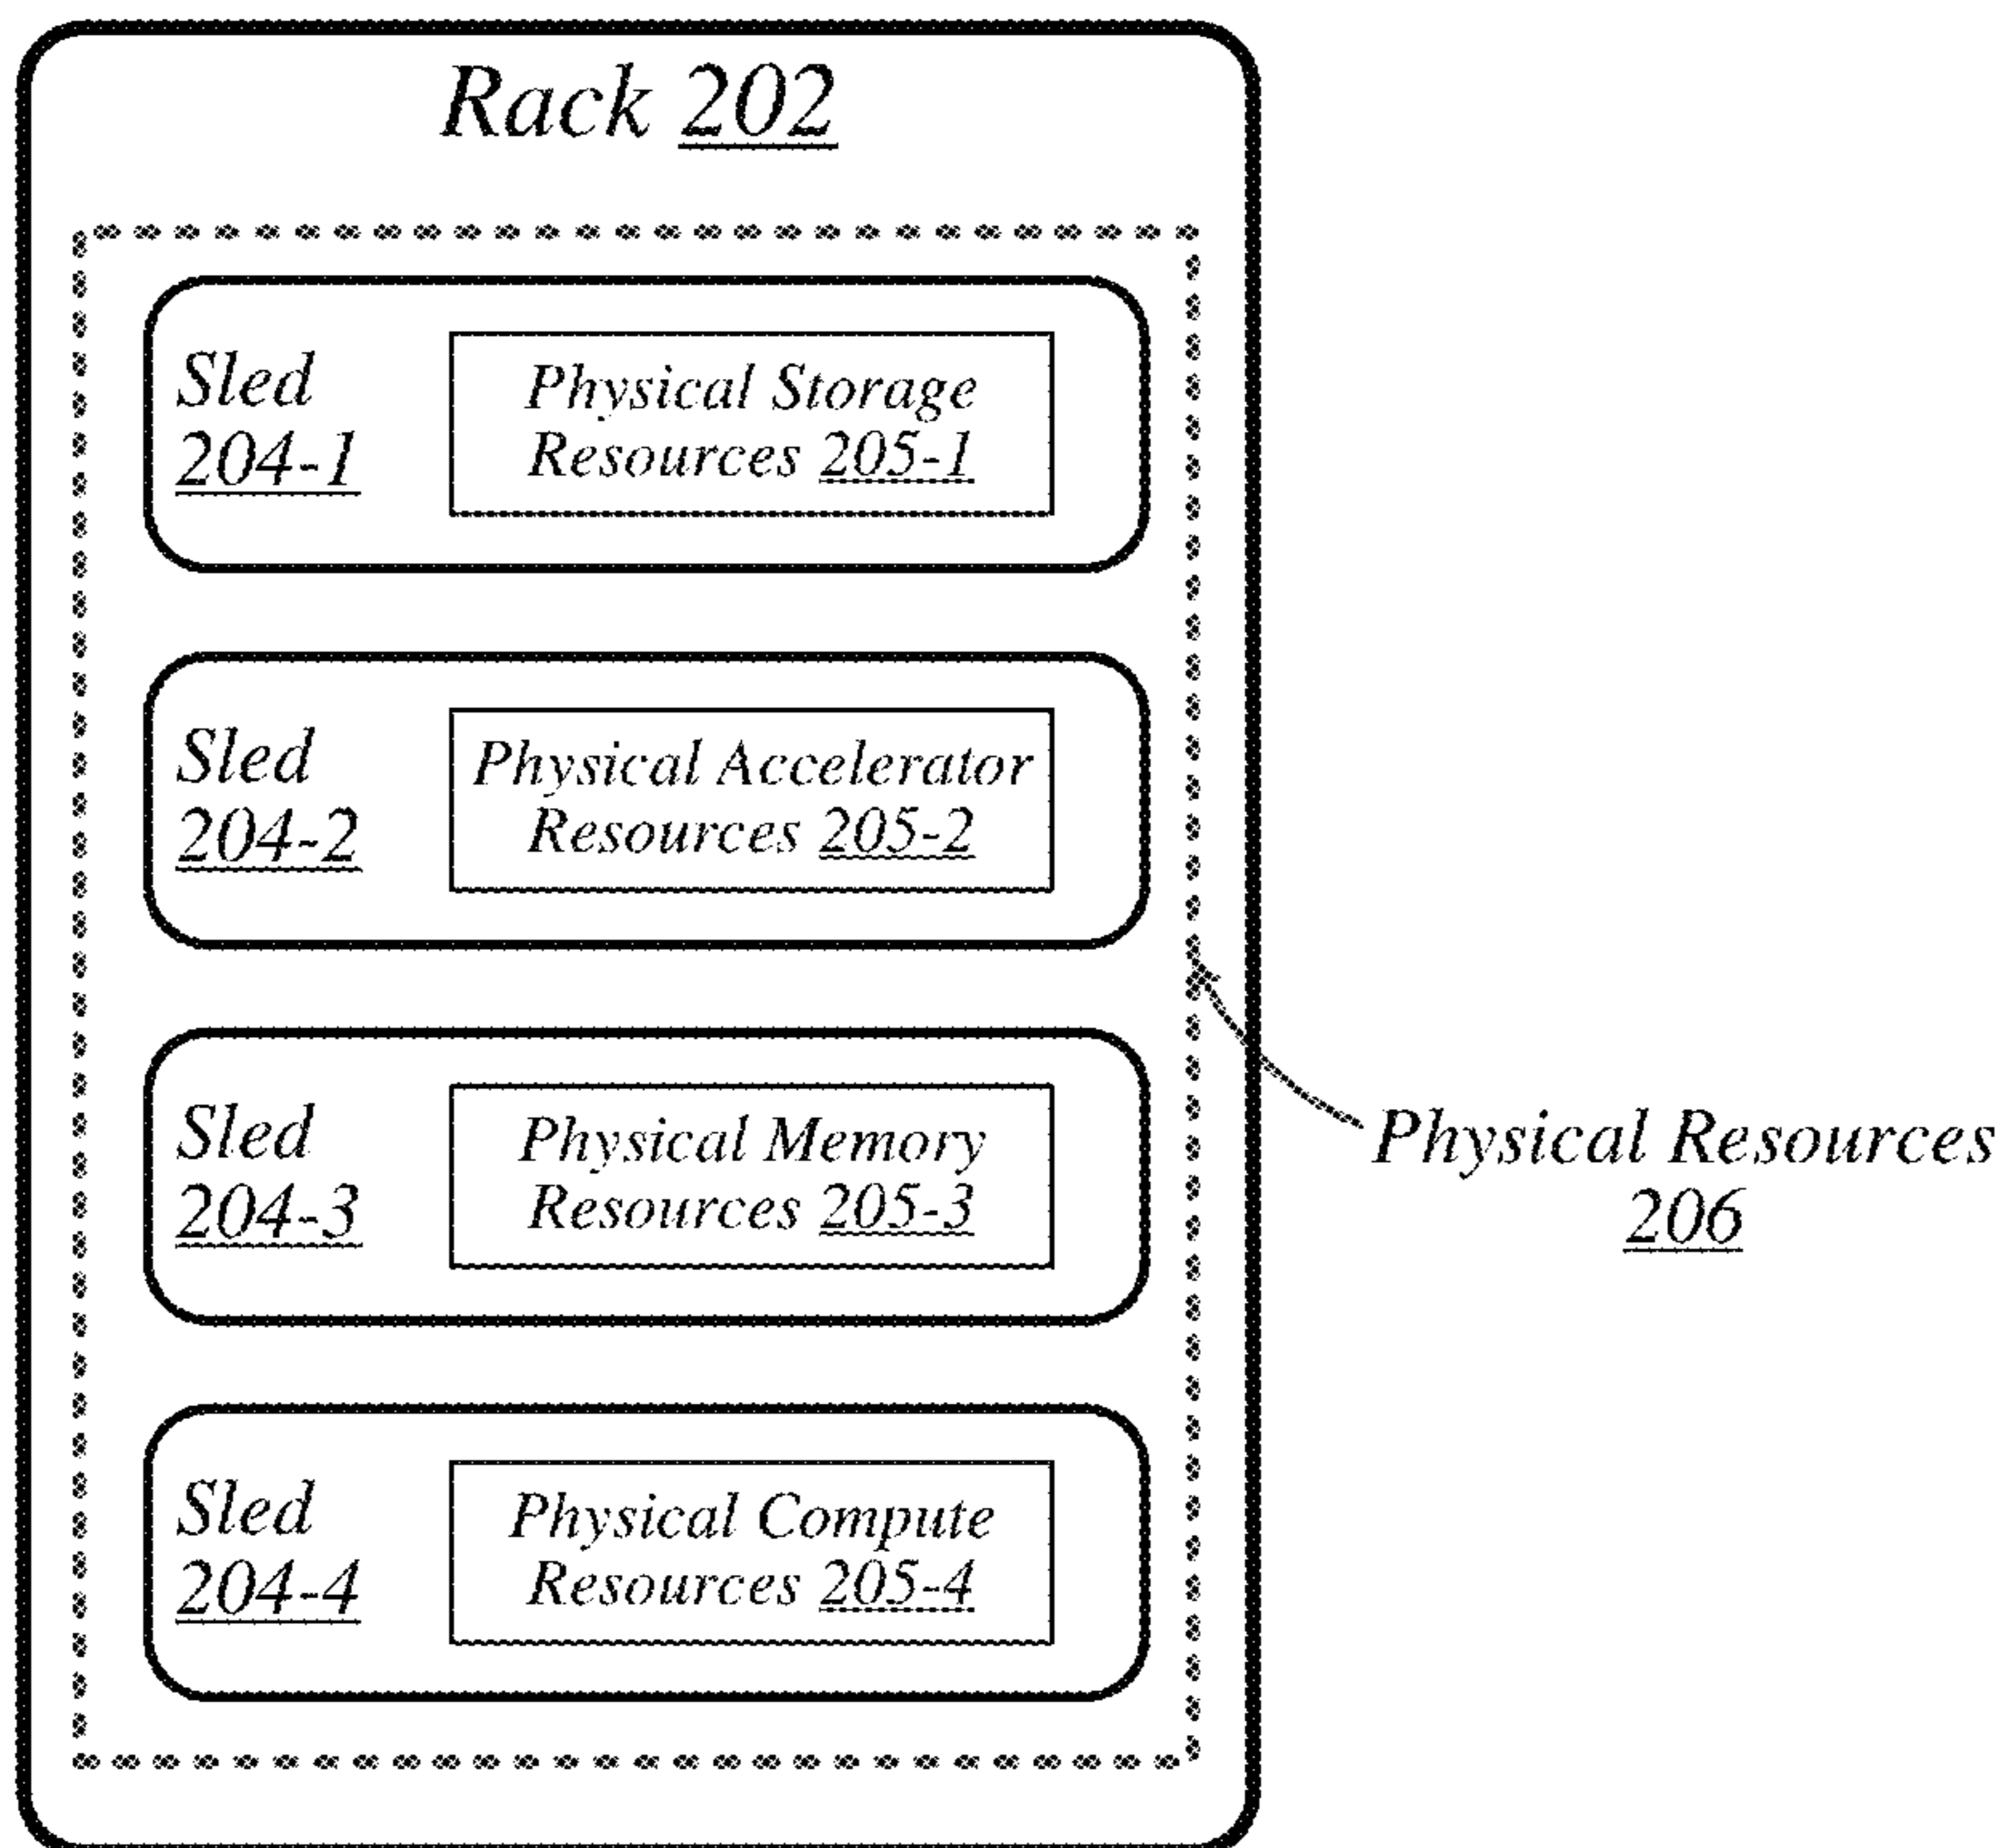 Rack 202
Sled
204-1
Physical Storage
Resources 205-1
Sled
204-2
Physical Accelerator
Resources 205-2
Sled
204-3
Physical Memory
Resources 205-3
Sled
204-4
Physical Compute
Resources 205-4
Physical Resources
206